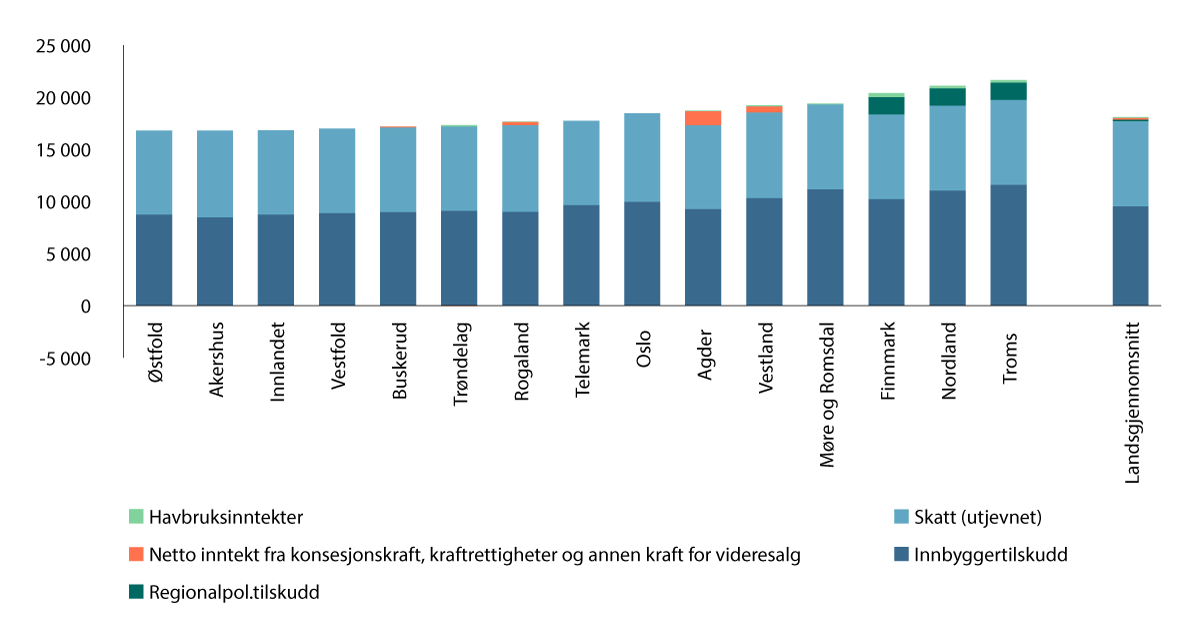 25 000
20 000
15 000
10 000
5 000
0
-5 000
Østfold
Akershus
Innlandet
Vestfold
Buskerud
Trøndelag
Rogaland
Telemark
Oslo
Agder
Vestland
Møre og Romsdal
Finnmark
Nordland
Troms
Landsgjennomsnitt
Havbruksinntekter
Netto inntekt fra konsesjonskraft, kraftrettigheter og annen kraft for videresalg
Regionalpol.tilskudd
Skatt (utjevnet)
Innbyggertilskudd